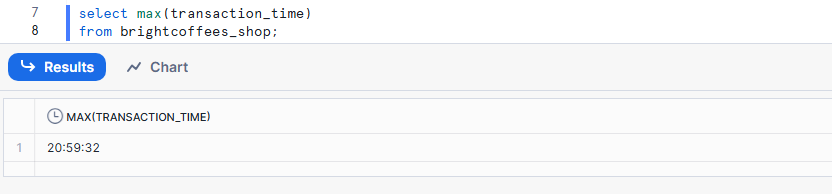 7 select max(transaction_time)
8 from brightcoffees_shop;
Results Chart
MAX(TRANSACTION_TIME)
1 20:59:32